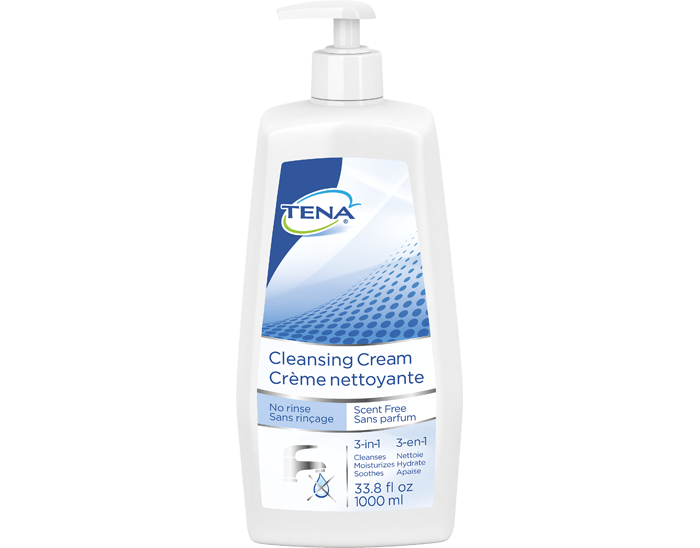 TENA®
Cleansing Cream
Crème nettoyante
No rinse
Sans rinçage
Scent Free
Sans parfum
3-in-1
Cleanses
Moisturizes
Soothes
3-en-1
Nettoie
Hydrate
Apaise
33.8 fl oz
1000 ml